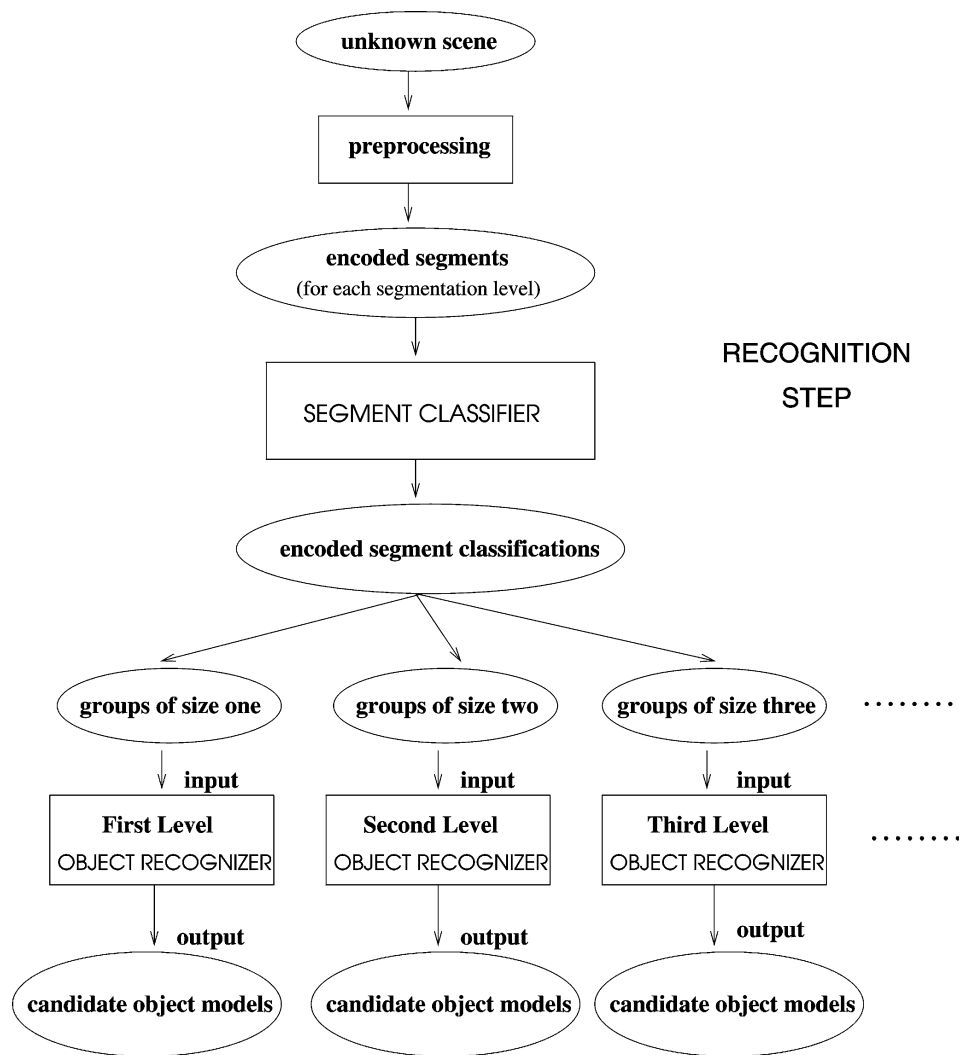 unknown scene
preprocessing
encoded segments
(for each segmentation level)
RECOGNITION
STEP
SEGMENT CLASSIFIER
encoded segment classifications
groups of size one
groups of size two
groups of size three
.........
input
input
input
First Level
OBJECT RECOGNIZER
Second Level
OBJECT RECOGNIZER
Third Level
OBJECT RECOGNIZER
.........
output
output
output
candidate object models
candidate object models
candidate object models